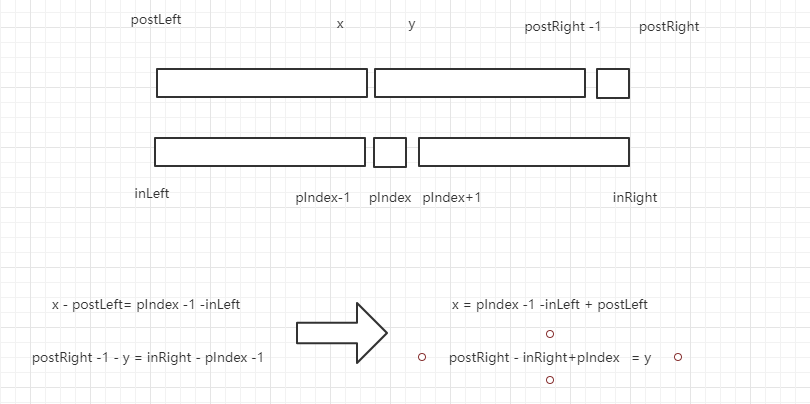 postLeft x y postRight -1 postRight
inLeft pIndex-1 pIndex pIndex+1 inRight
x - postLeft= pIndex -1 -inLeft x = pIndex -1 -inLeft + postLeft
postRight -1 - y = inRight - pIndex -1 postRight - inRight+pIndex = y